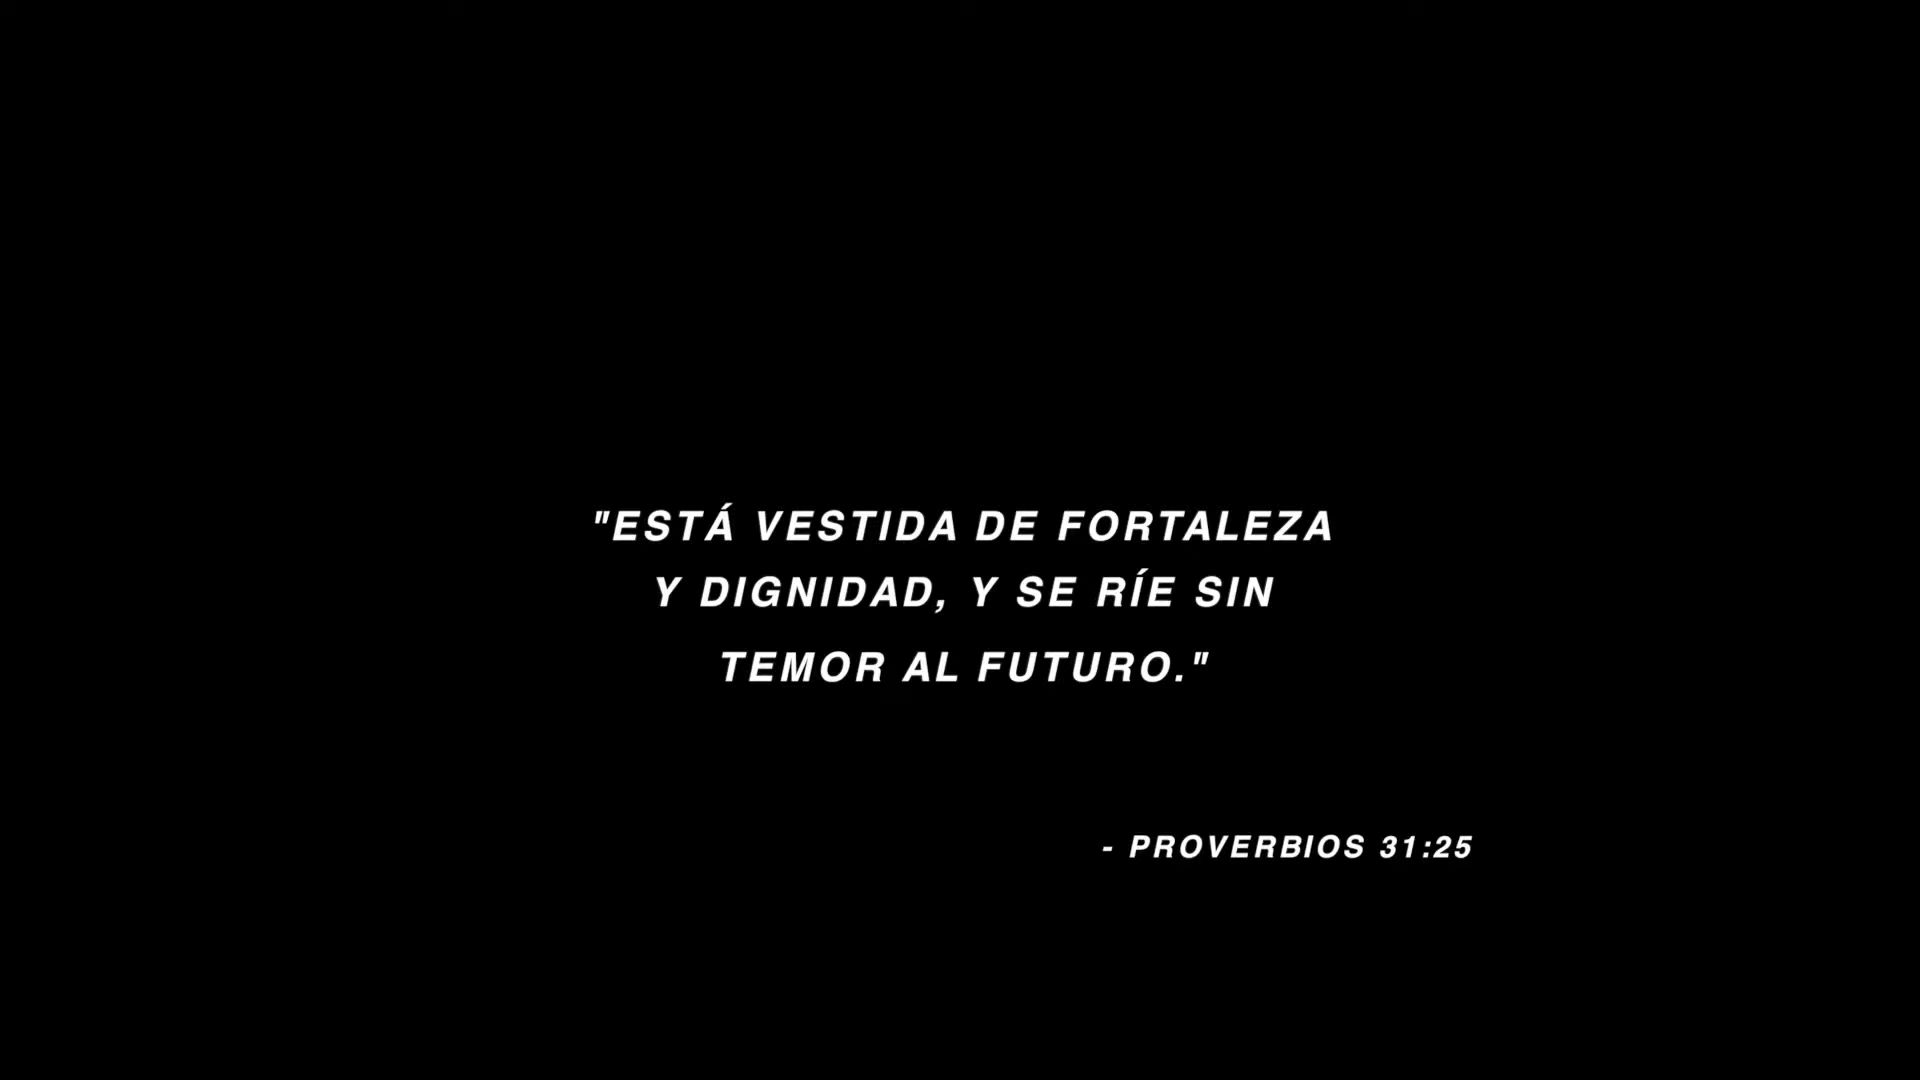 "ESTÁ VESTIDA DE FORTALEZA
Y DIGNIDAD, Y SE RÍE SIN
TEMOR AL FUTURO."
- PROVERBIOS 31:25